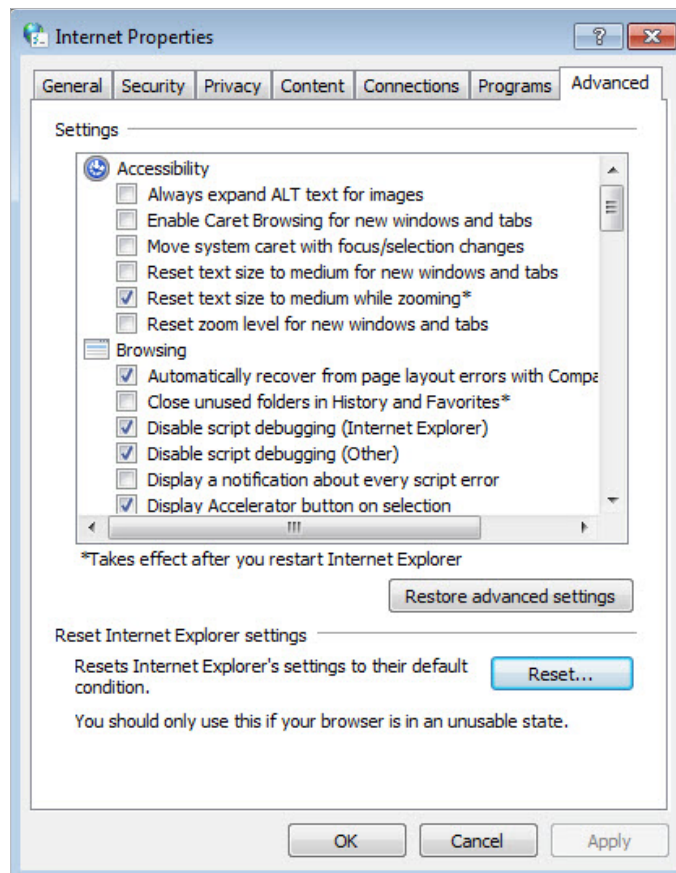 Internet Properties
General Security Privacy Content Connections Programs Advanced
Settings
Accessibility
Always expand ALT text for images
Enable Caret Browsing for new windows and tabs
Move system caret with focus/selection changes
Reset text size to medium for new windows and tabs
Reset text size to medium while zooming*
Reset zoom level for new windows and tabs
Browsing
Automatically recover from page layout errors with Compa
Close unused folders in History and Favorites*
Disable script debugging (Internet Explorer)
Disable script debugging (Other)
Display a notification about every script error
Display Accelerator button on selection
*Takes effect after you restart Internet Explorer
Restore advanced settings
Reset Internet Explorer settings
Resets Internet Explorer's settings to their default
condition.
Reset...
You should only use this if your browser is in an unusable state.
OK Cancel Apply